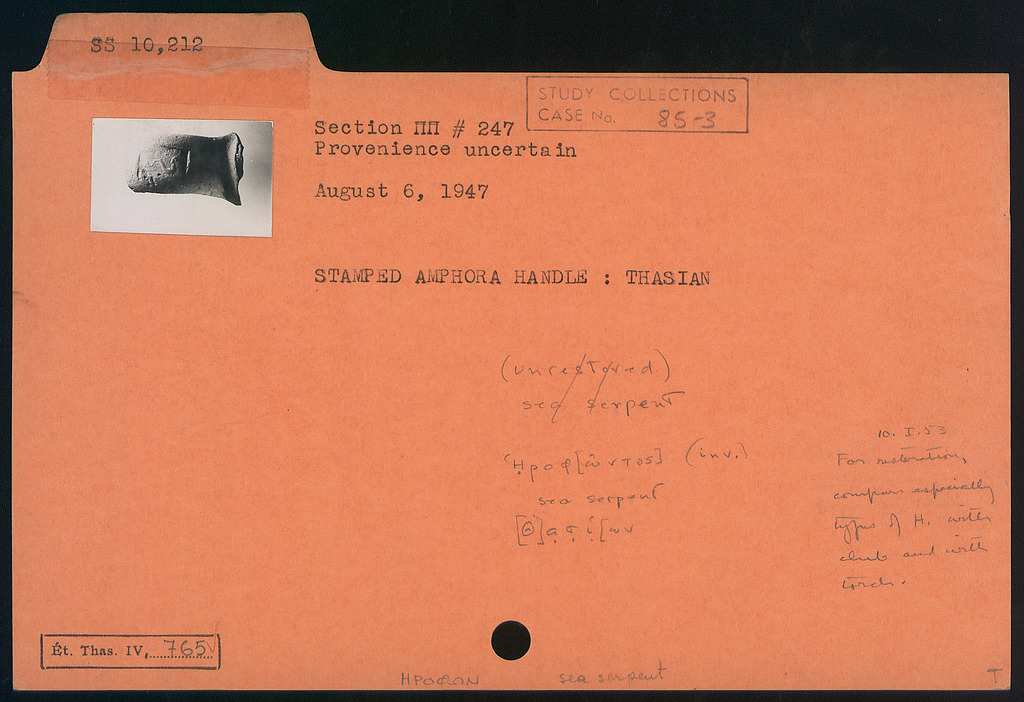 SS 10,212
STUDY COLLECTIONS
CASE No. 85-3
Section ΠΠ # 247
Provenience uncertain
August 6, 1947
STAMPED AMPHORA HANDLE : THASIAN
(unrestored)
sea serpent
Ἡροφ[ῶντος] (inv.)
sea serpent
[Θ]α̣σ̣ί̣[ων
10. I. 53
For restoration,
compare especially
types of H. with
club and with
torch.
Ét. Thas. IV, 765
ΗΡΟΦΩΝ sea serpent T